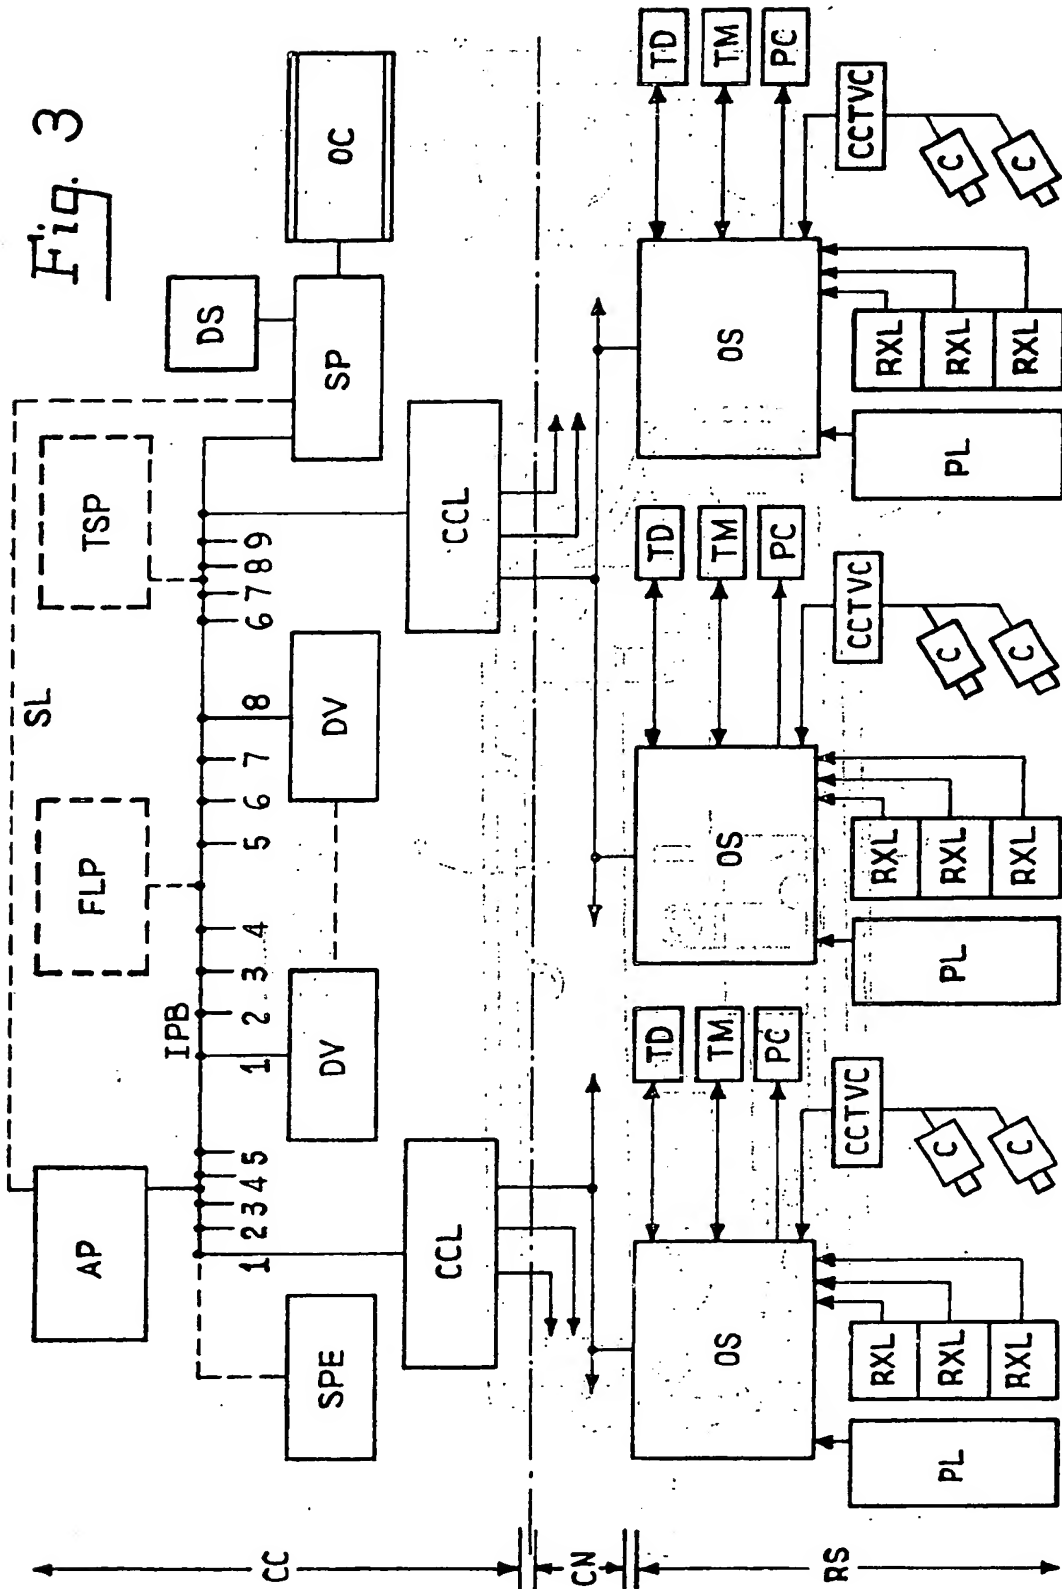 Fig. 3
SL
AP FLP TSP
IPB
DS
1 2 3 4 5 1 2 3 4 5 6 7 8 6 7 8 9
CC
SPE DV DV SP OC
CCL CCL
CN
TD TD TD
OS TM OS TM OS TM
PC PC PC
RS
CCTVC CCTVC CCTVC
RXL RXL RXL
PL RXL C PL RXL C PL RXL C
RXL C RXL C RXL C